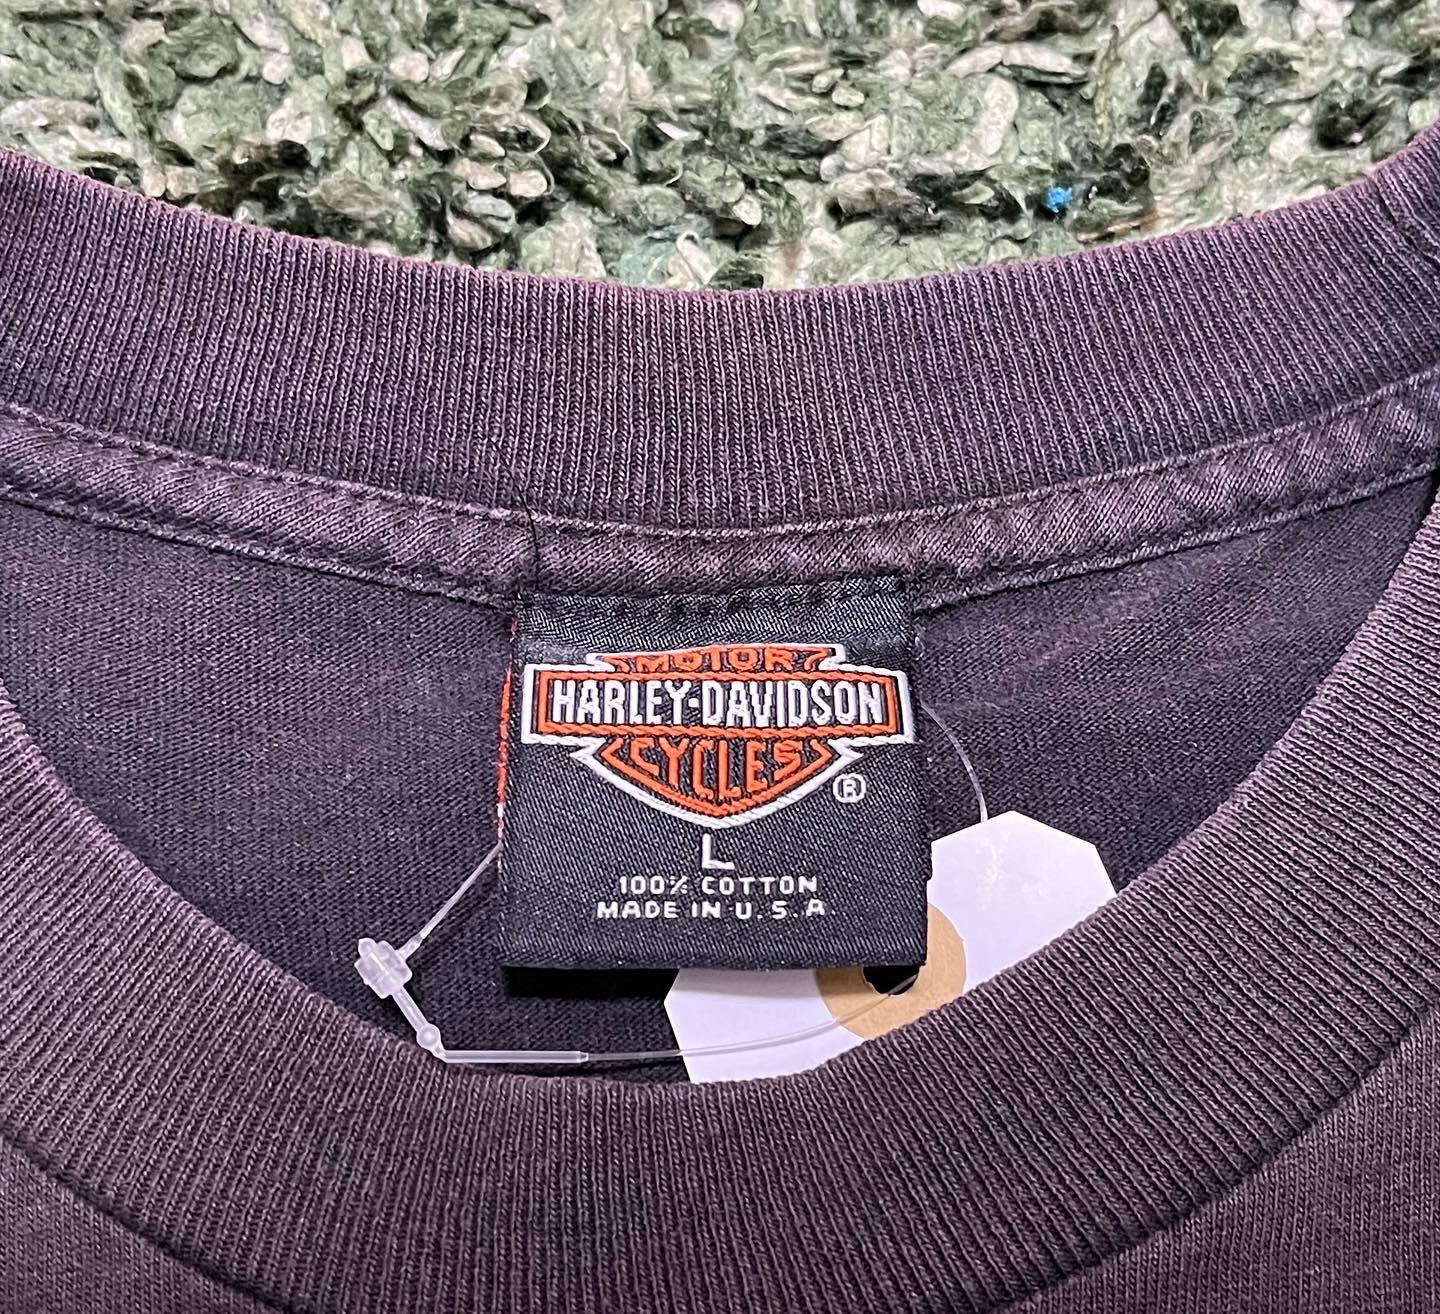 MOTOR
HARLEY-DAVIDSON
CYCLES
®
L
100% COTTON
MADE IN U.S.A.